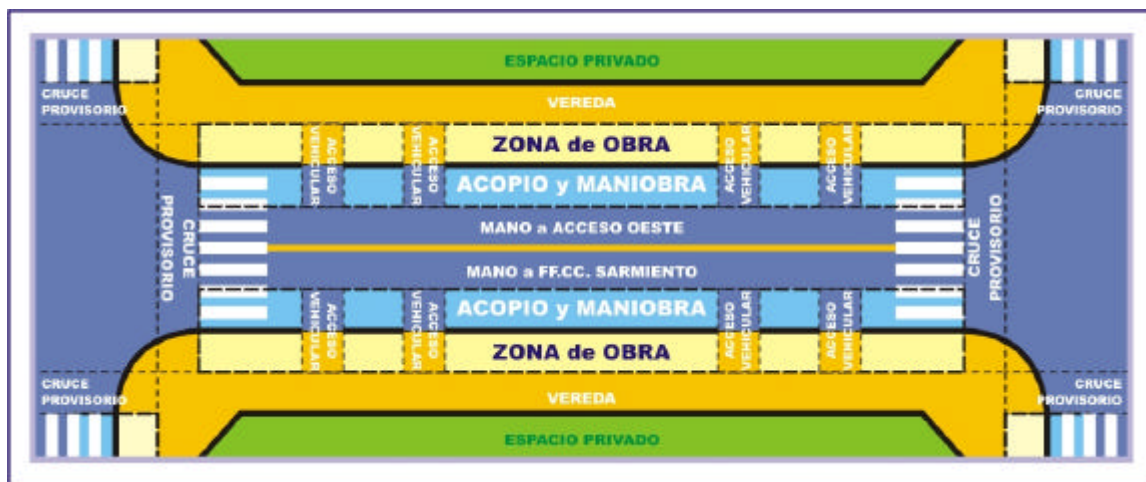 ESPACIO PRIVADO
CRUCE
PROVISORIO
VEREDA
CRUCE
PROVISORIO
ACCESO
VEHICULAR
ACCESO
VEHICULAR
ZONA de OBRA
ACCESO
VEHICULAR
ACCESO
VEHICULAR
ACOPIO y MANIOBRA
CRUCE
PROVISORIO
MANO a ACCESO OESTE
MANO a FF.CC. SARMIENTO
CRUCE
PROVISORIO
ACOPIO y MANIOBRA
ACCESO
VEHICULAR
ACCESO
VEHICULAR
ZONA de OBRA
ACCESO
VEHICULAR
ACCESO
VEHICULAR
CRUCE
PROVISORIO
VEREDA
CRUCE
PROVISORIO
ESPACIO PRIVADO